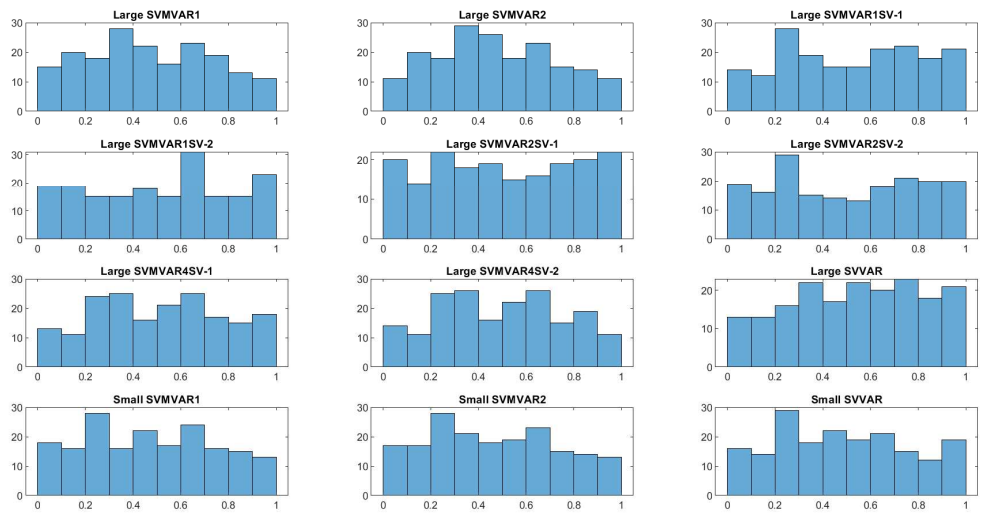 Large SVMVAR1
30
20
10
0
0 0.2 0.4 0.6 0.8 1
Large SVMVAR2
30
20
10
0
0 0.2 0.4 0.6 0.8 1
Large SVMVAR1SV-1
30
20
10
0
0 0.2 0.4 0.6 0.8 1
Large SVMVAR1SV-2
30
20
10
0
0 0.2 0.4 0.6 0.8 1
Large SVMVAR2SV-1
20
10
0
0 0.2 0.4 0.6 0.8 1
Large SVMVAR2SV-2
30
20
10
0
0 0.2 0.4 0.6 0.8 1
Large SVMVAR4SV-1
30
20
10
0
0 0.2 0.4 0.6 0.8 1
Large SVMVAR4SV-2
30
20
10
0
0 0.2 0.4 0.6 0.8 1
Large SVVAR
20
10
0
0 0.2 0.4 0.6 0.8 1
Small SVMVAR1
30
20
10
0
0 0.2 0.4 0.6 0.8 1
Small SVMVAR2
30
20
10
0
0 0.2 0.4 0.6 0.8 1
Small SVVAR
30
20
10
0
0 0.2 0.4 0.6 0.8 1